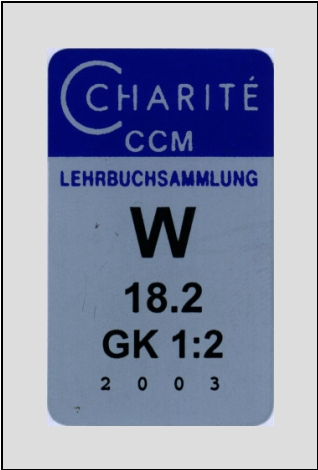 CHARITÉ
CCM
LEHRBUCHSAMMLUNG
W
18.2
GK 1:2
2 0 0 3